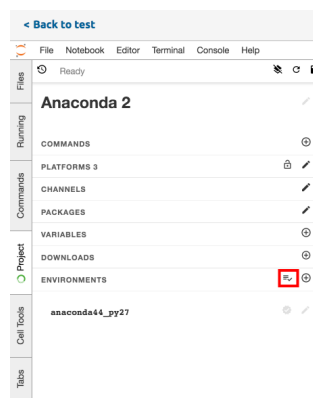 < Back to test
File Notebook Editor Terminal Console Help
Ready
Anaconda 2
COMMANDS
PLATFORMS 3
CHANNELS
PACKAGES
VARIABLES
DOWNLOADS
ENVIRONMENTS
anaconda44_py27
Files
Running
Commands
Project
Cell Tools
Tabs